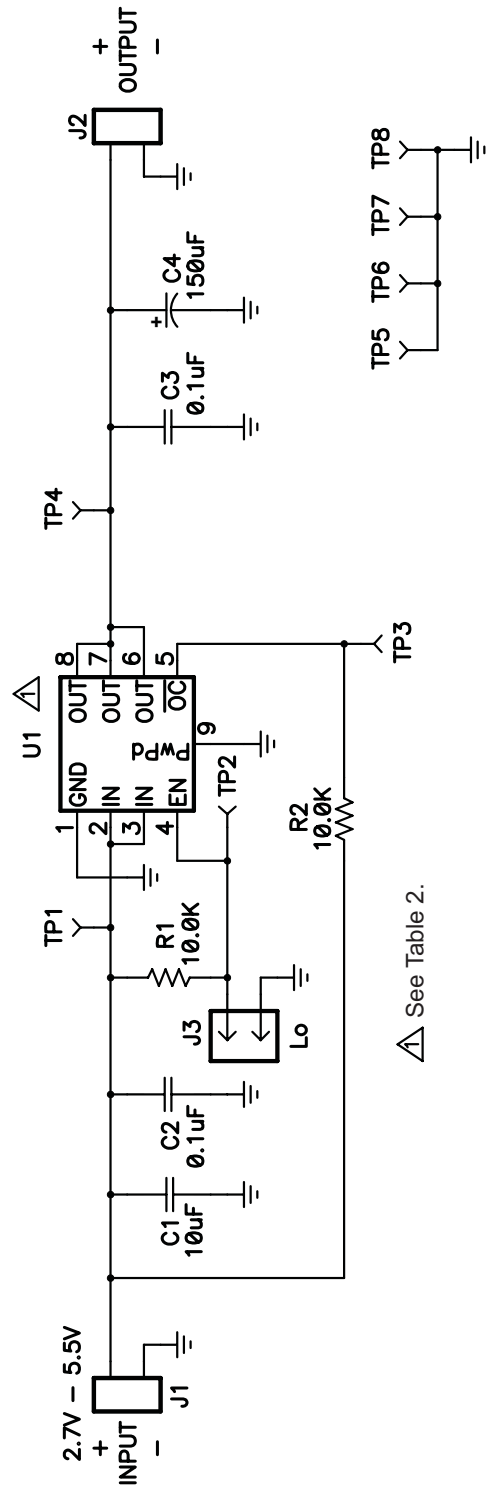 2.7V – 5.5V
+
INPUT
–
J1
C1
10uF
C2
0.1uF
J3
Lo
R1
10.0K
TP1
TP2
U1
1
1
2
3
4
GND
IN
IN
EN
PwPd
9
OUT
OUT
OUT
OC
8
7
6
5
R2
10.0K
TP3
TP4
C3
0.1uF
+
C4
150uF
J2
+
OUTPUT
–
TP5
TP6
TP7
TP8
1 See Table 2.